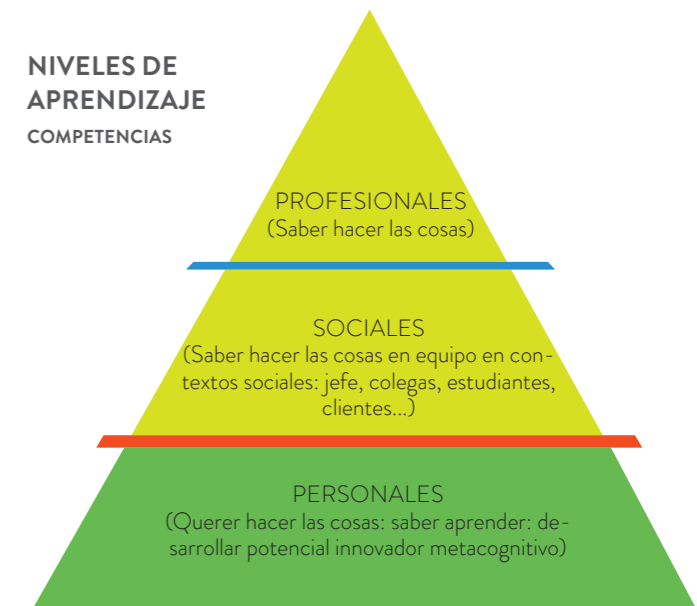 NIVELES DE
APRENDIZAJE
COMPETENCIAS
PROFESIONALES
(Saber hacer las cosas)
SOCIALES
(Saber hacer las cosas en equipo en con-
textos sociales: jefe, colegas, estudiantes,
clientes...)
PERSONALES
(Querer hacer las cosas: saber aprender: de-
sarrollar potencial innovador metacognitivo)